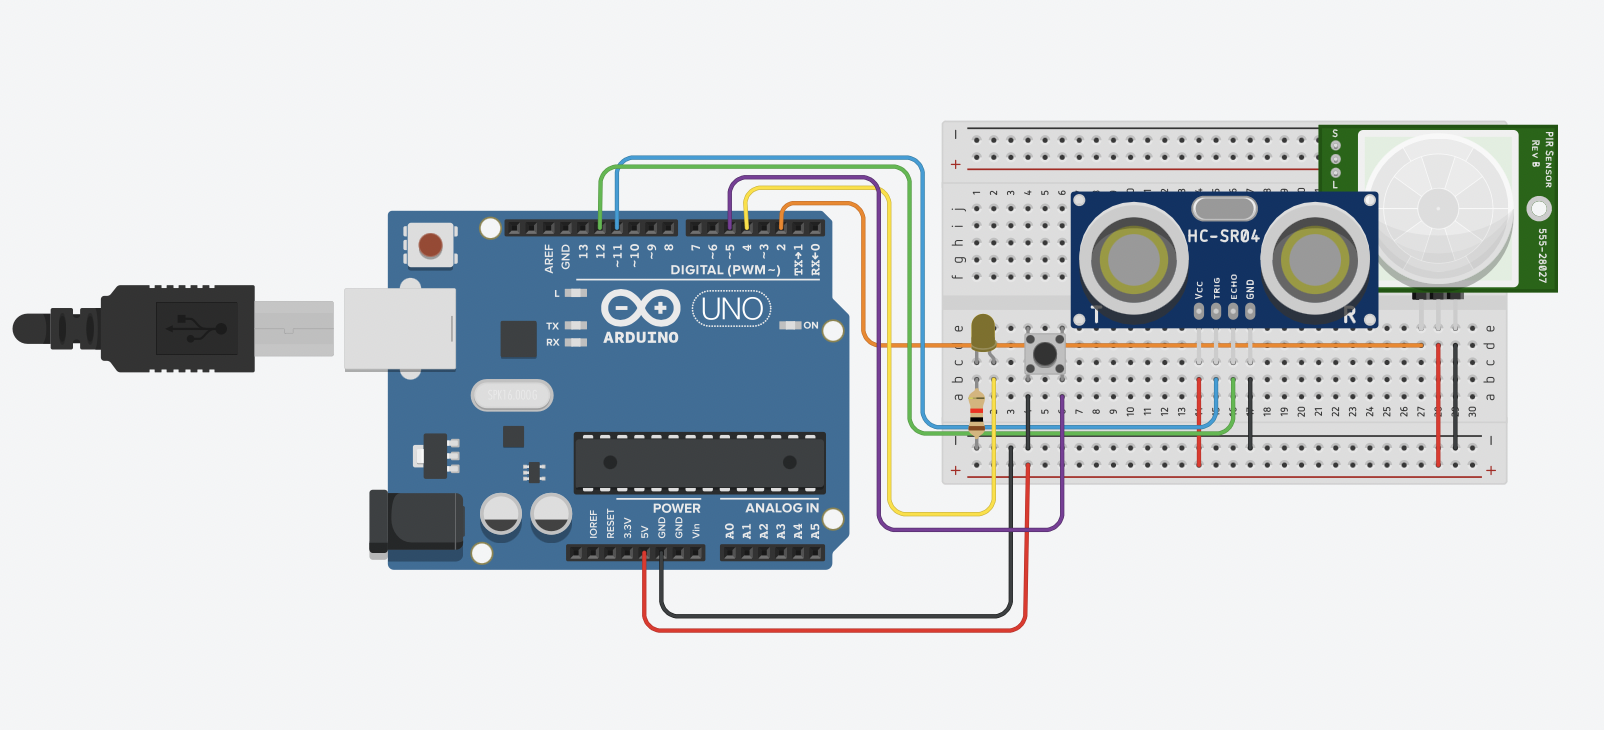 AREF
GND
13
12
~11
~10
~9
8
7
~6
~5
4
~3
2
TX→1
RX←0
DIGITAL (PWM~)
L
TX
RX
UNO
ARDUINO
ON
POWER
ANALOG IN
IOREF
RESET
3.3V
5V
GND
GND
Vin
A0
A1
A2
A3
A4
A5
−
+
1 2 3 4 5 6
j
i
h
g
f
HC-SR04
Vcc
TRIG
ECHO
GND
T
R
S
L
PIR SENSOR
REV B
555-28027
e e
d d
c c
b b
a a
3 5 6 7 8 9 10 11 12 13 18 19 20 21 22 23 24 25 26 27 30
− −
+ +